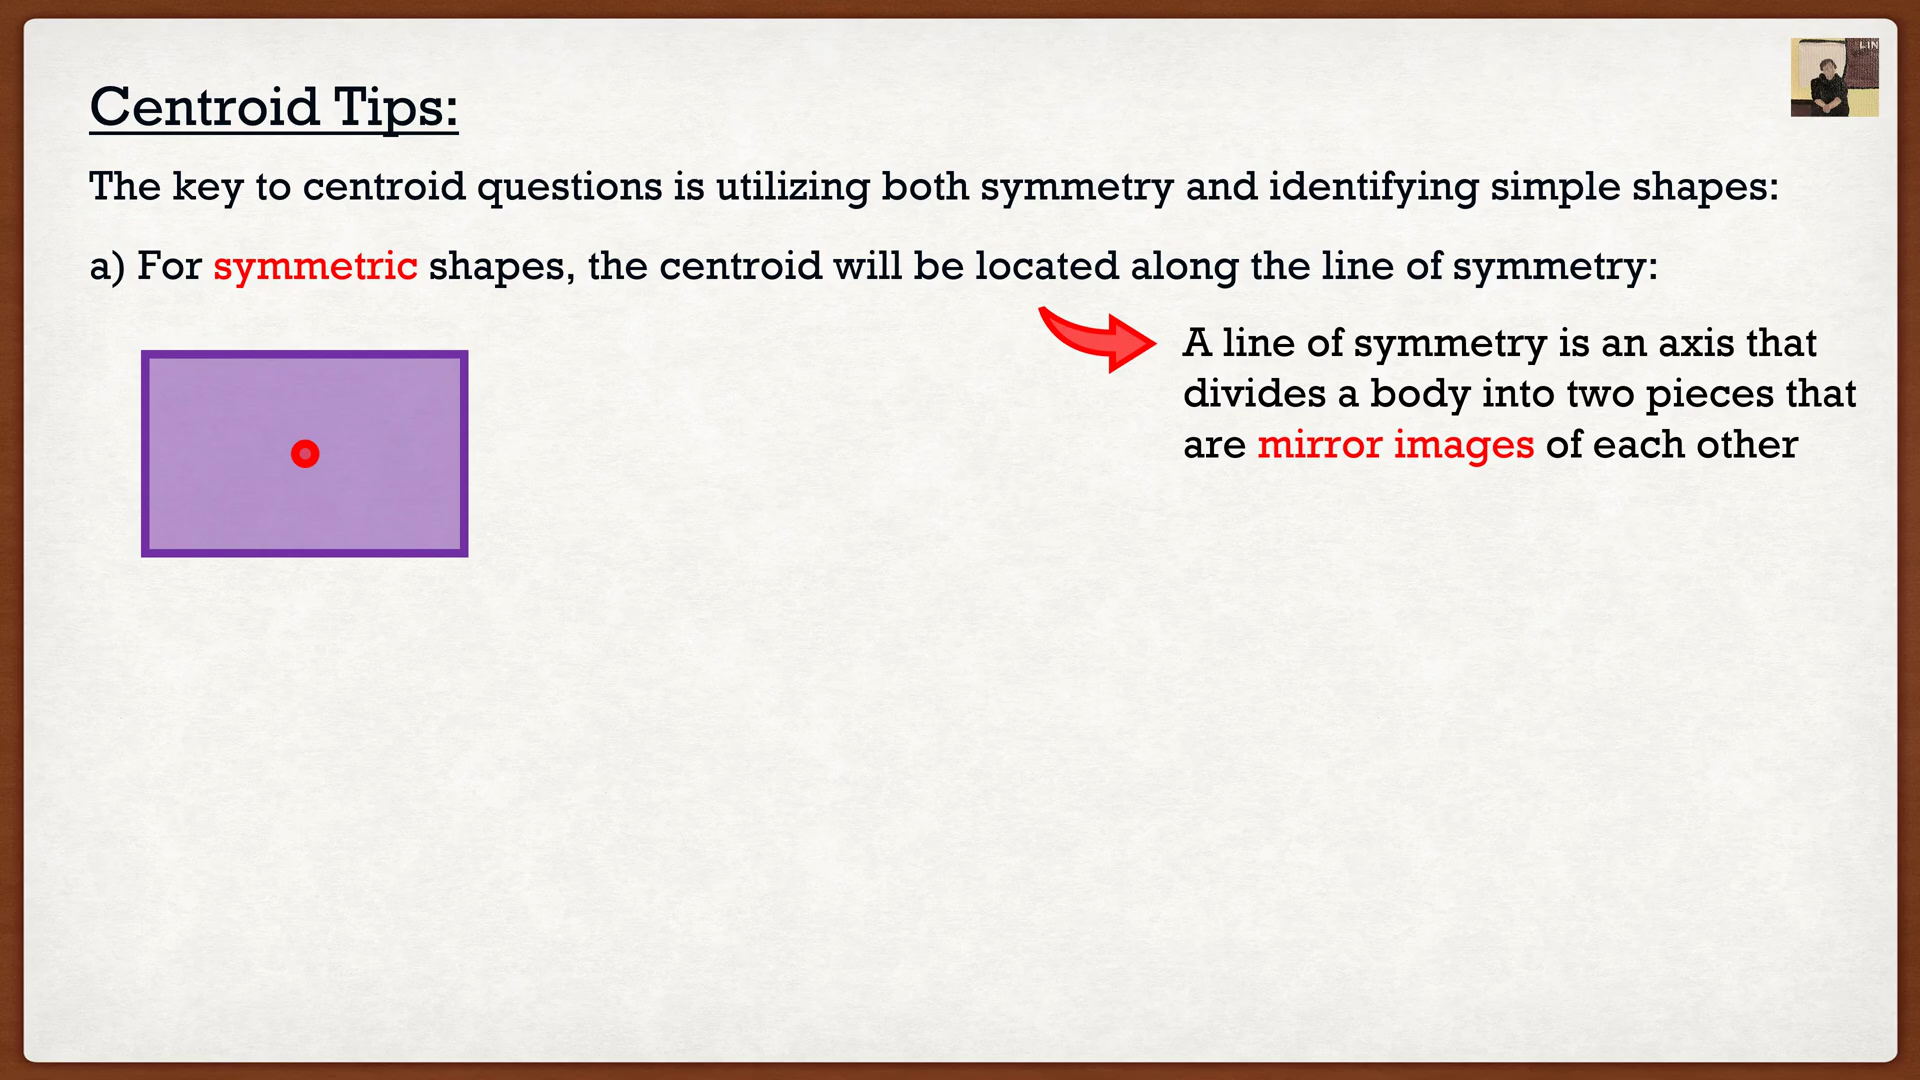 Centroid Tips:
LIN
The key to centroid questions is utilizing both symmetry and identifying simple shapes:
a) For symmetric shapes, the centroid will be located along the line of symmetry:
A line of symmetry is an axis that
divides a body into two pieces that
are mirror images of each other